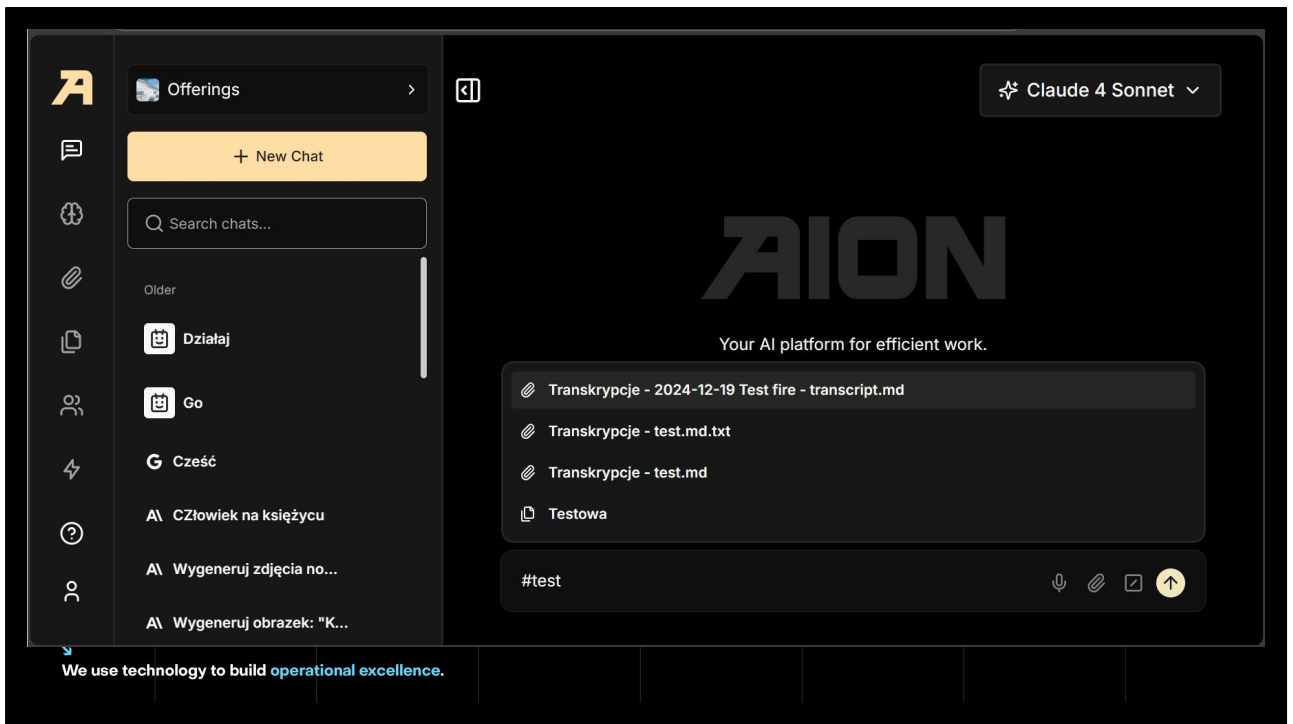 Offerings
+ New Chat
Search chats...
Older
Działaj
Go
G Cześć
A\ CZłowiek na księżycu
A\ Wygeneruj zdjęcia no...
A\ Wygeneruj obrazek: "K...
Claude 4 Sonnet
AION
Your AI platform for efficient work.
Transkrypcje - 2024-12-19 Test fire - transcript.md
Transkrypcje - test.md.txt
Transkrypcje - test.md
Testowa
#test
We use technology to build operational excellence.